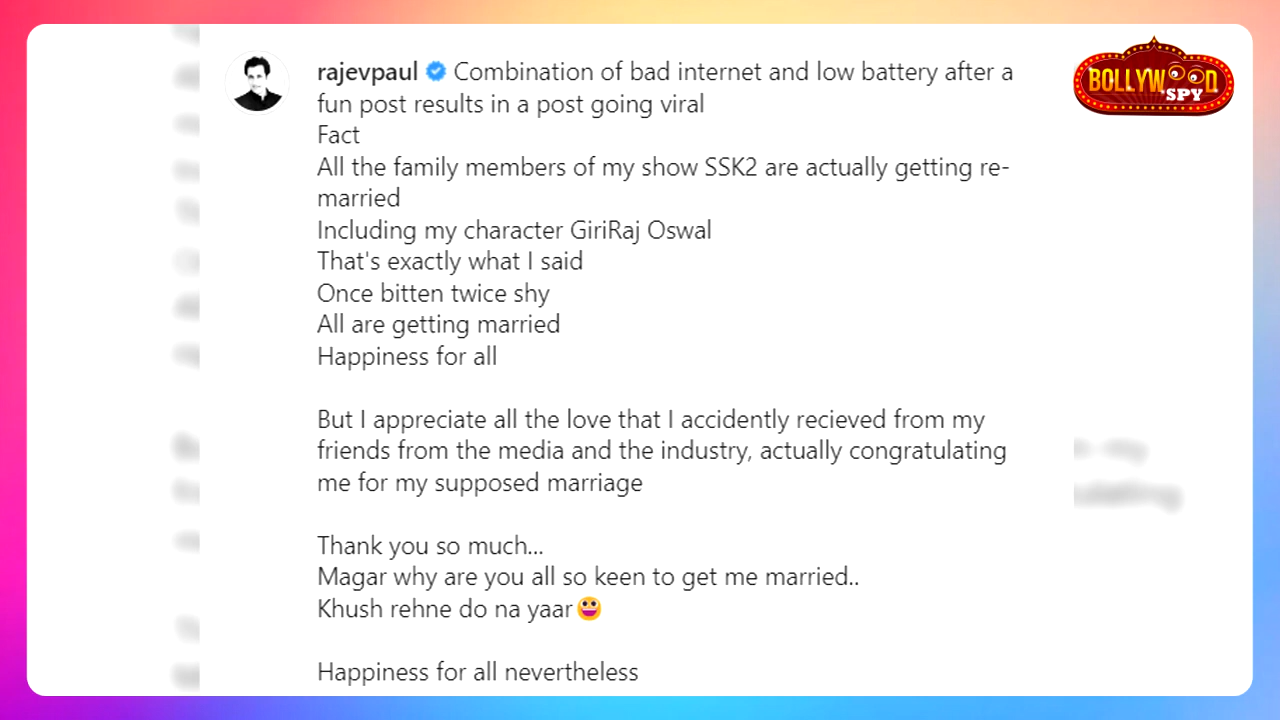 rajevpaul Combination of bad internet and low battery after a
fun post results in a post going viral
Fact
All the family members of my show SSK2 are actually getting re-
married
Including my character GiriRaj Oswal
That's exactly what I said
Once bitten twice shy
All are getting married
Happiness for all
But I appreciate all the love that I accidently recieved from my
friends from the media and the industry, actually congratulating
me for my supposed marriage
Thank you so much...
Magar why are you all so keen to get me married..
Khush rehne do na yaar😀
Happiness for all nevertheless
BOLLYWOOD
SPY